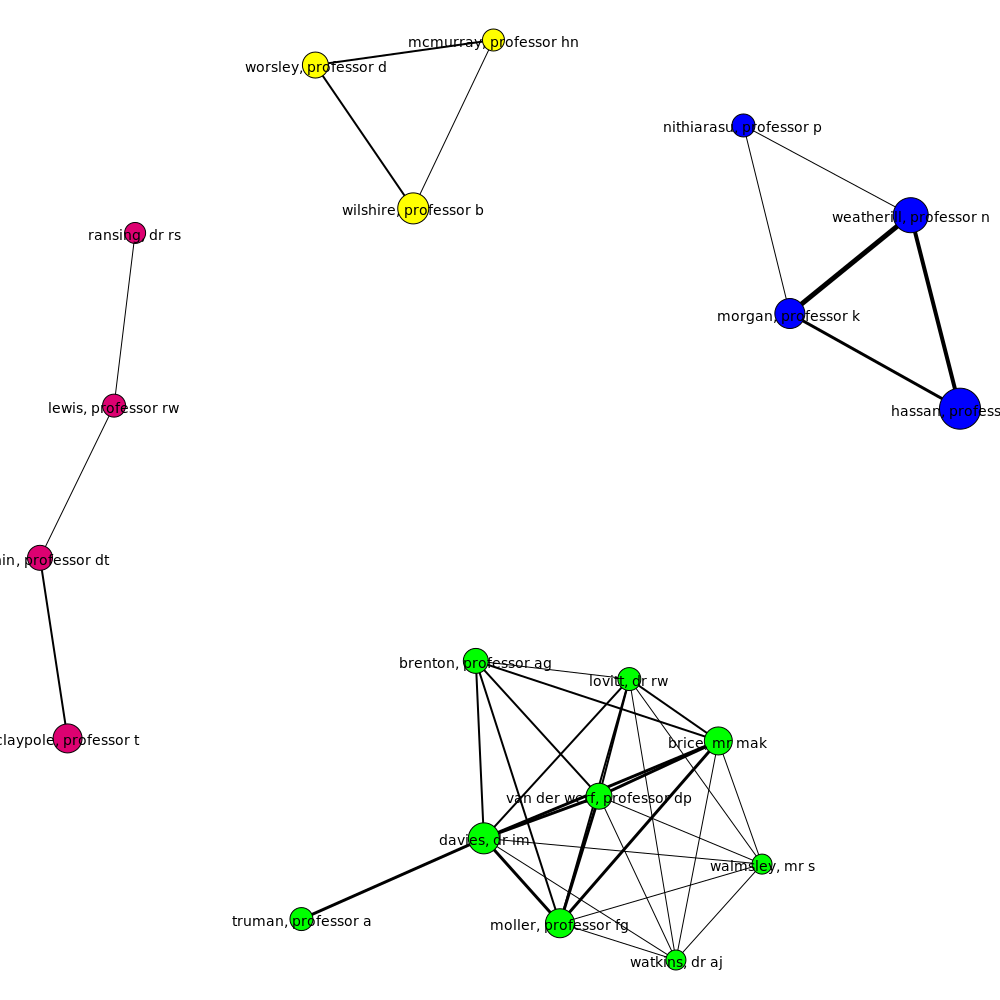 mcmurray, professor hn
worsley, professor d
nithiarasu, professor p
wilshire, professor b
weatherill, professor n
ransing, dr rs
morgan, professor k
lewis, professor rw
hassan, profess
in, professor dt
brenton, professor ag
lovitt, dr rw
claypole, professor t
brice, mr mak
van der werf, professor dp
davies, dr im
walmsley, mr s
truman, professor a
moller, professor fg
watkins, dr aj